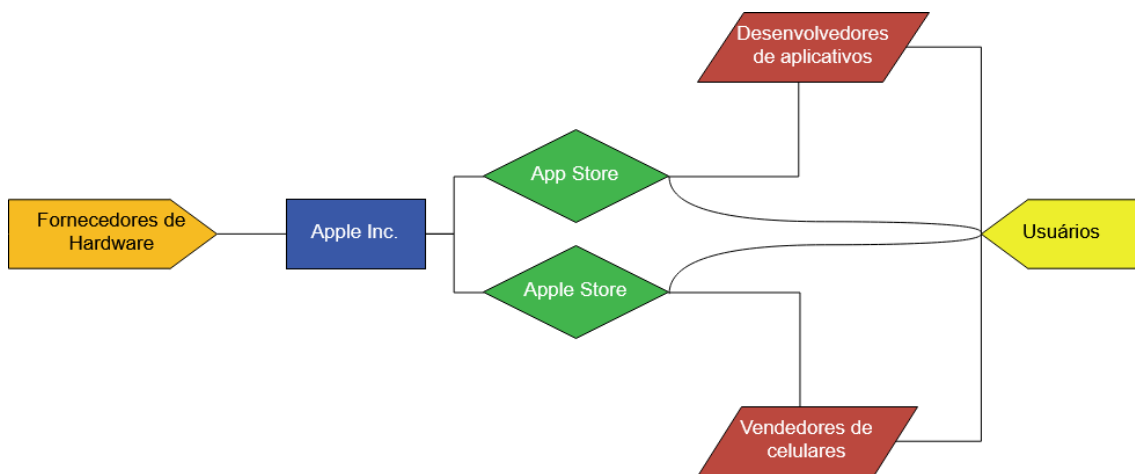 Desenvolvedores
de aplicativos
App Store
Fornecedores de
Hardware
Apple Inc.
Usuários
Apple Store
Vendedores de
celulares